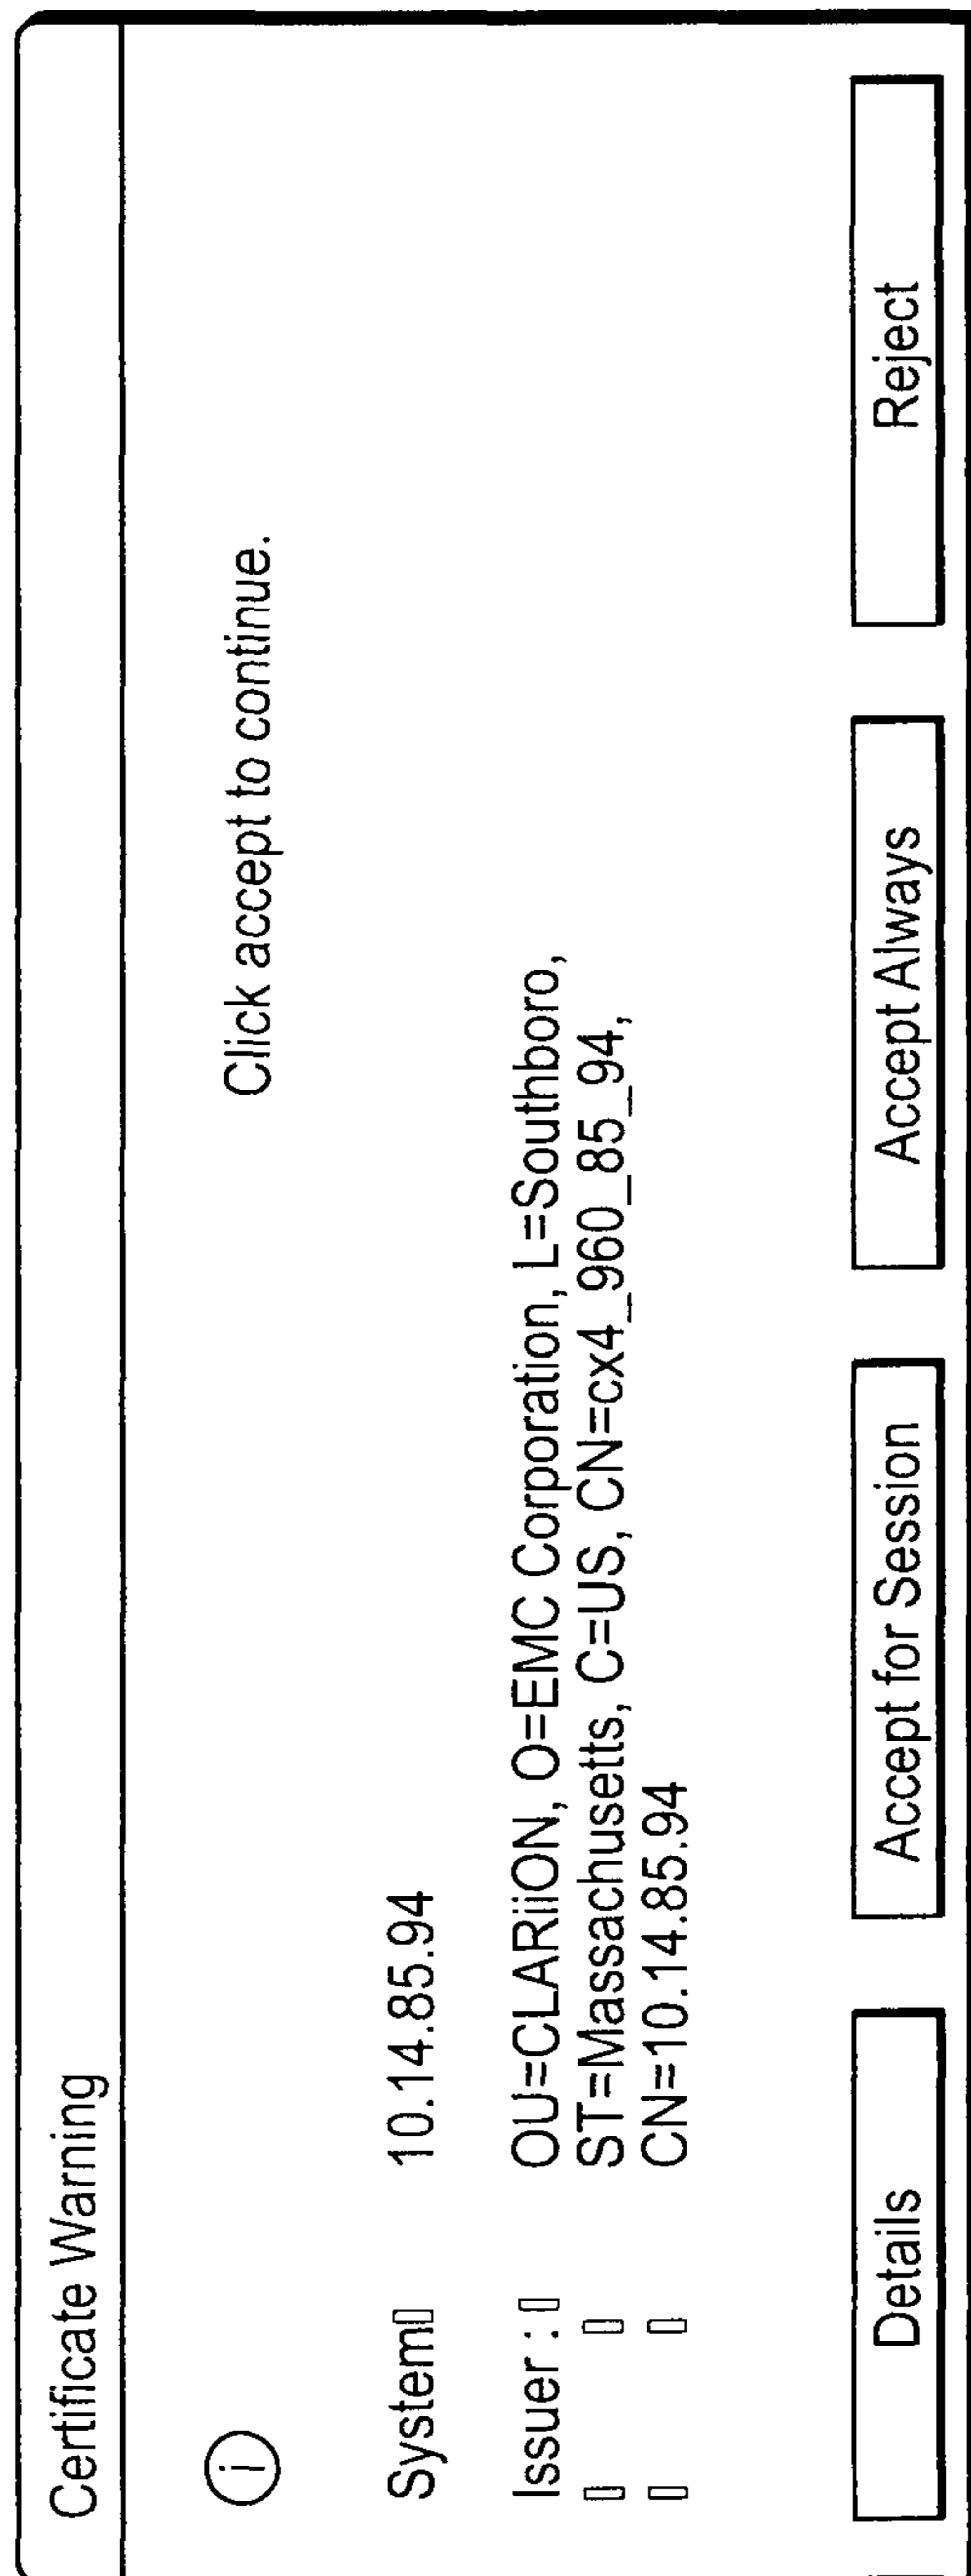 Certificate Warning
i
Click accept to continue.
System 10.14.85.94
Issuer : OU=CLARiiON, O=EMC Corporation, L=Southboro,
ST=Massachusetts, C=US, CN=cx4_960_85_94,
CN=10.14.85.94
Details
Accept for Session
Accept Always
Reject